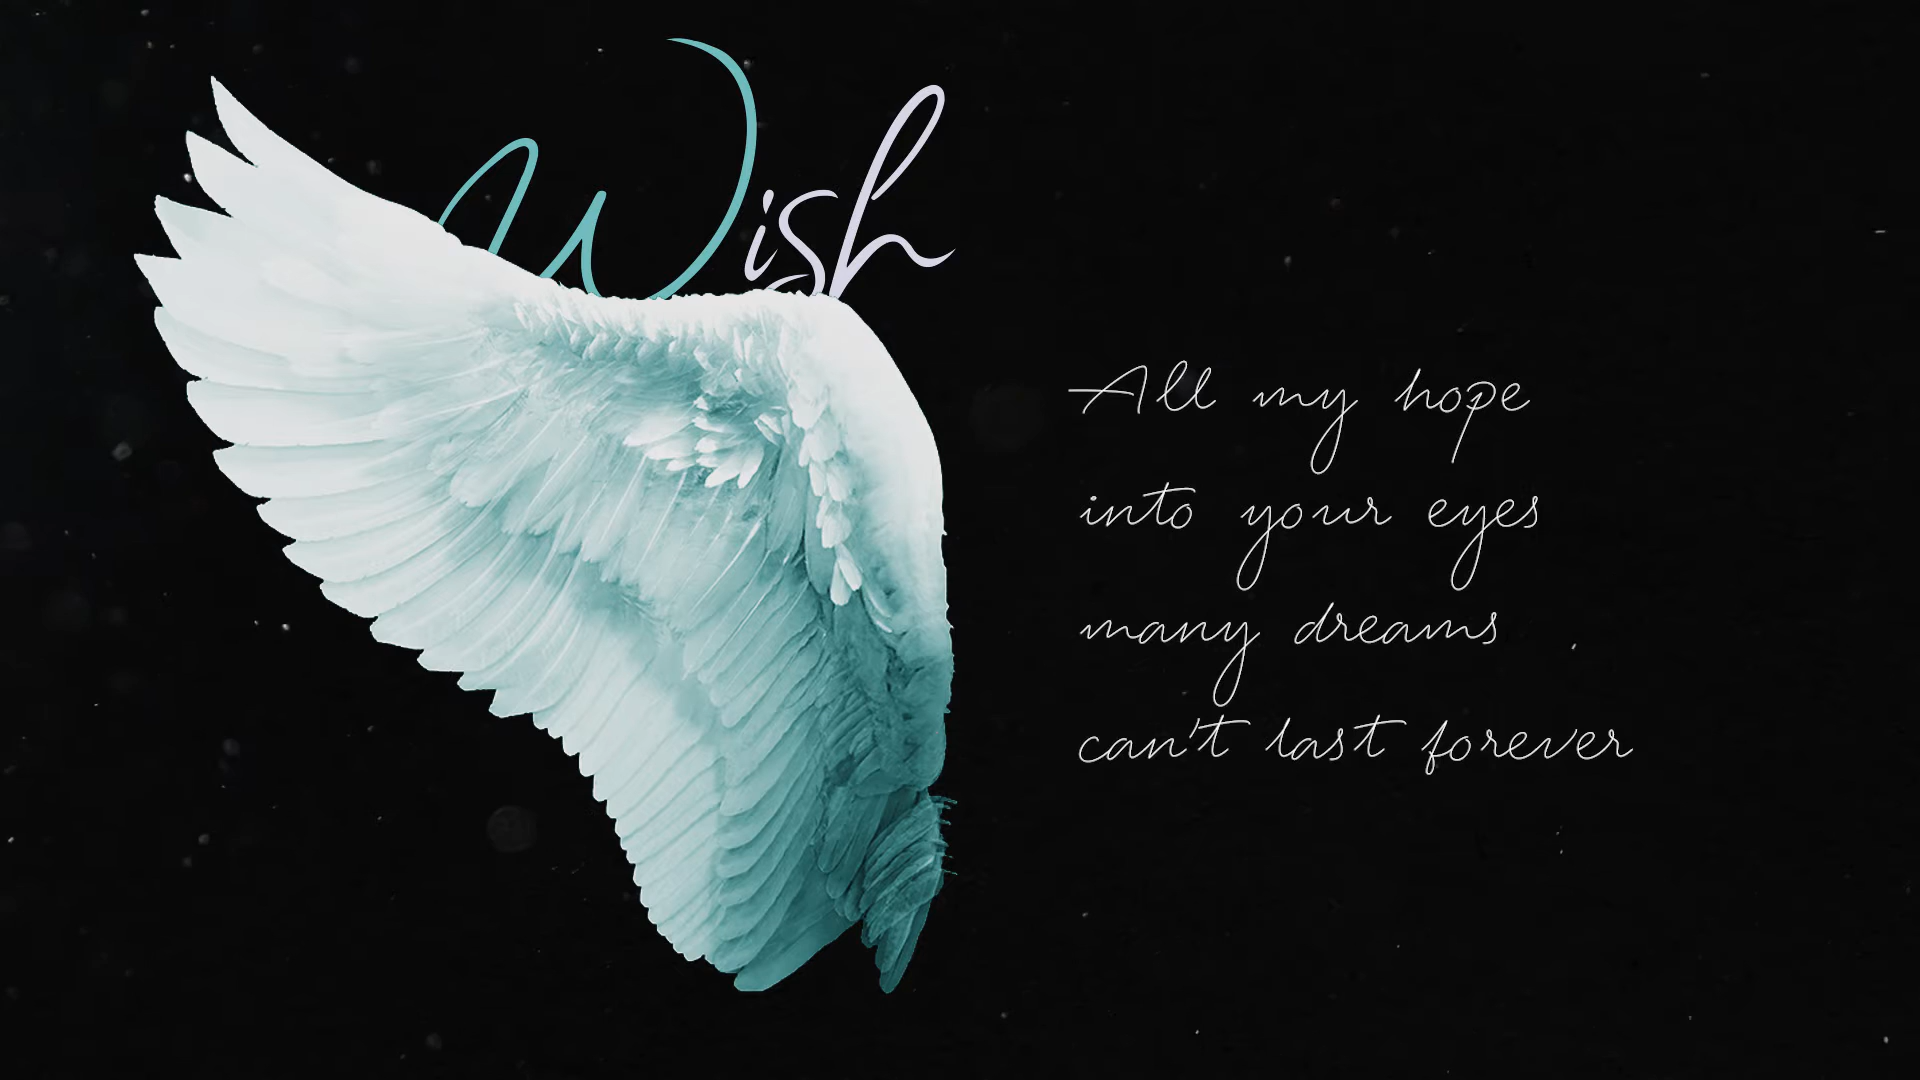 Wish
All my hope
into your eyes
many dreams
can't last forever